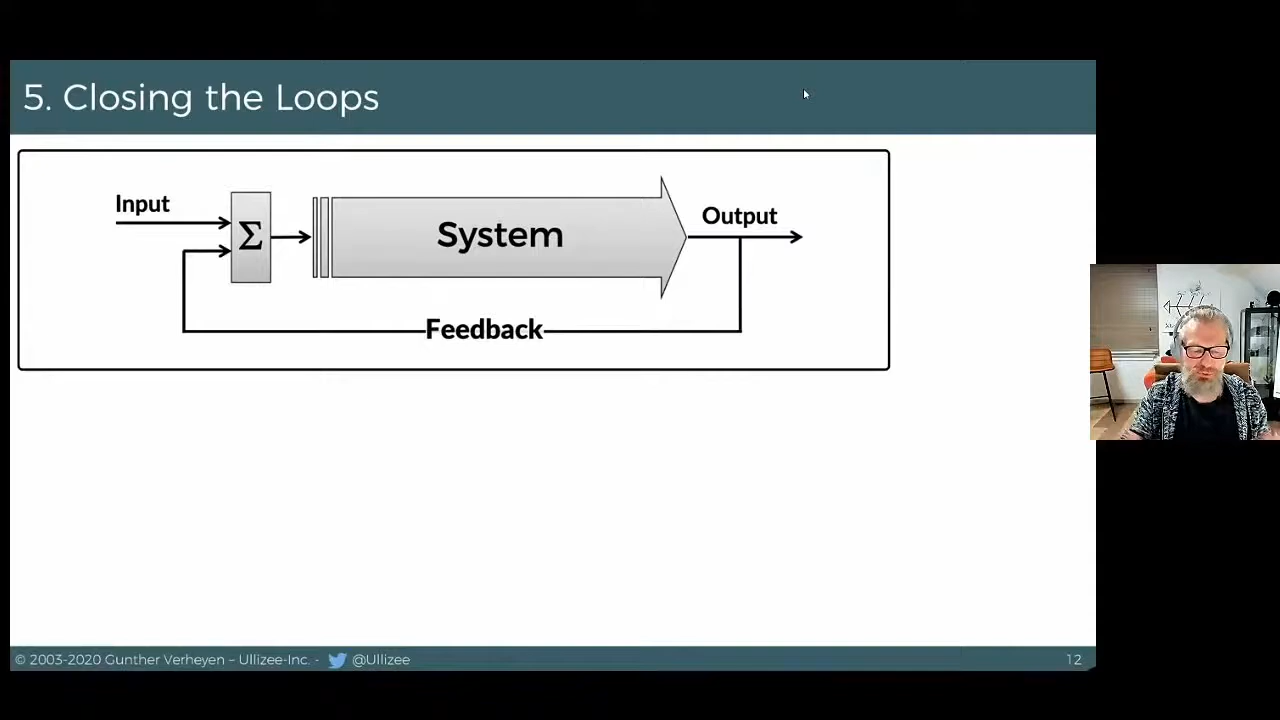 5. Closing the Loops
Input
Σ
System
Output
Feedback
© 2003-2020 Gunther Verheyen – Ullizee-Inc. - @Ullizee
12